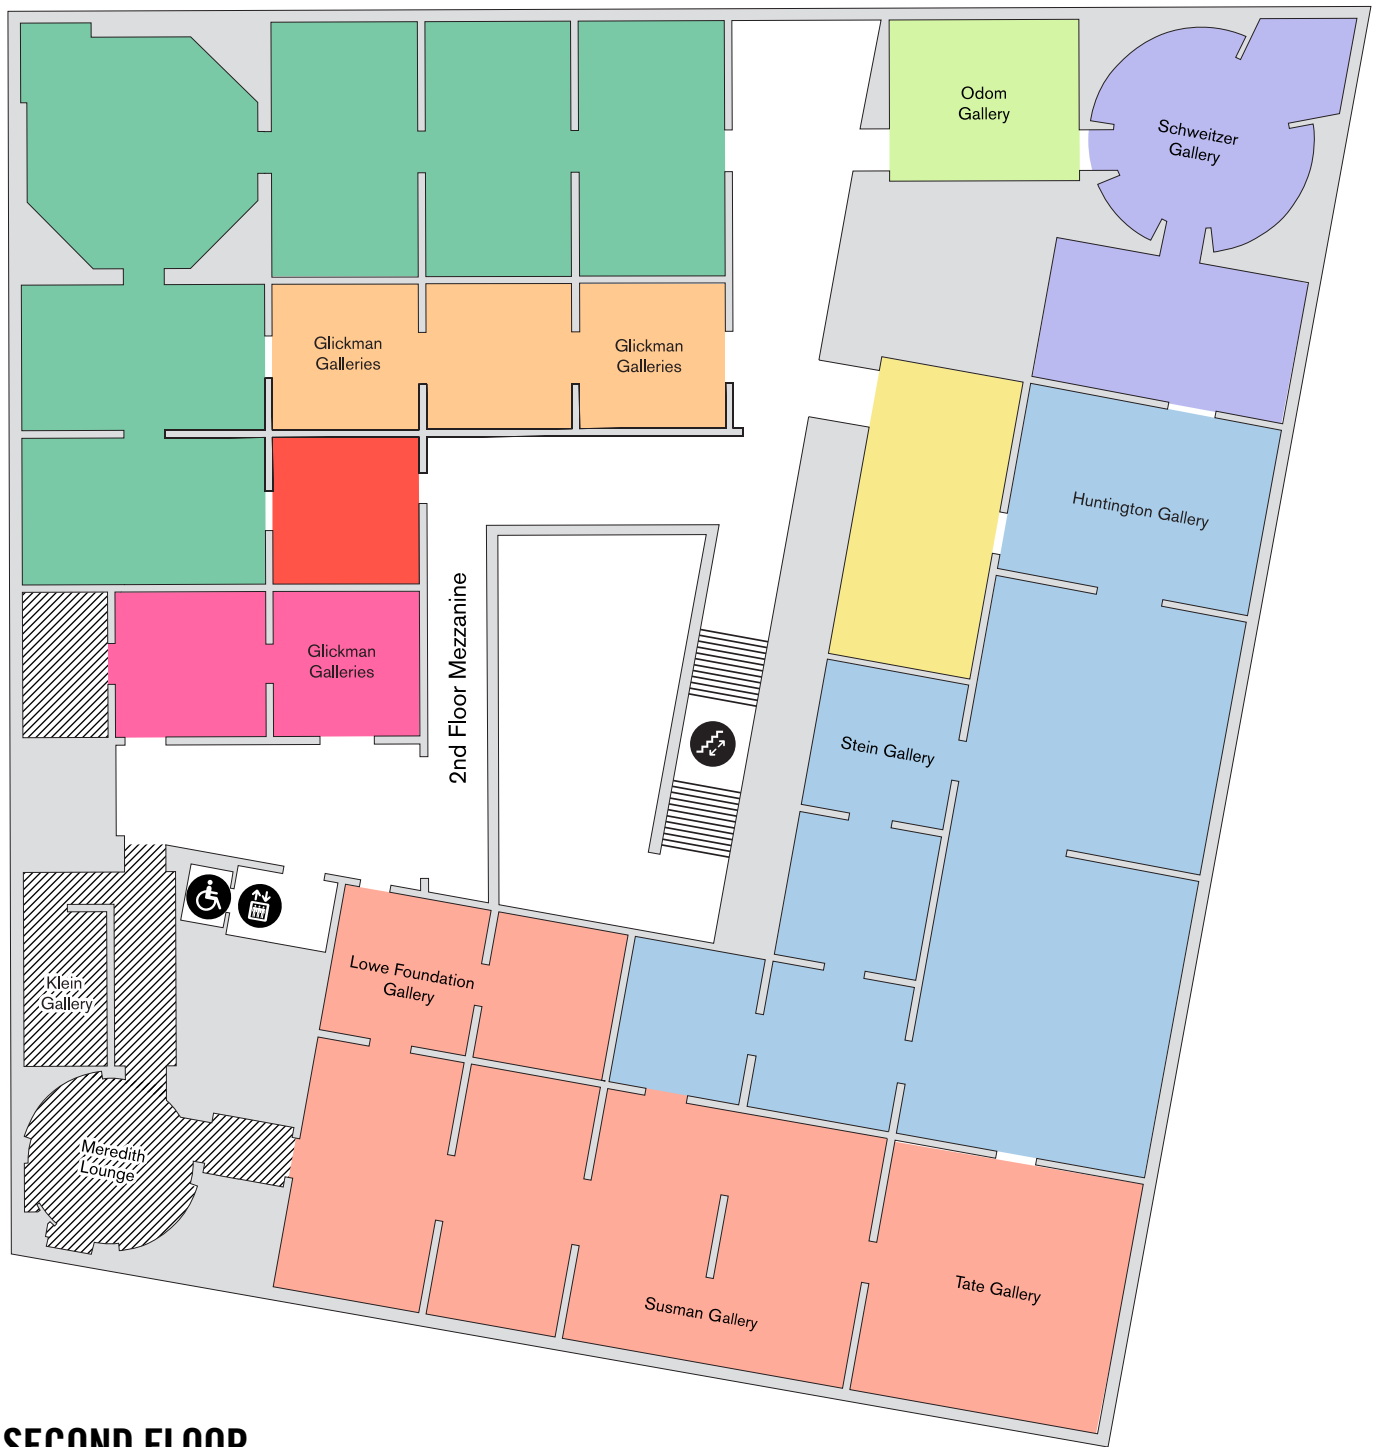 Odom
Gallery
Schweitzer
Gallery
Glickman
Galleries
Glickman
Galleries
Huntington Gallery
2nd Floor Mezzanine
Glickman
Galleries
Stein Gallery
Lowe Foundation
Gallery
Klein
Gallery
Meredith
Lounge
Tate Gallery
Susman Gallery
SECOND FLOOR